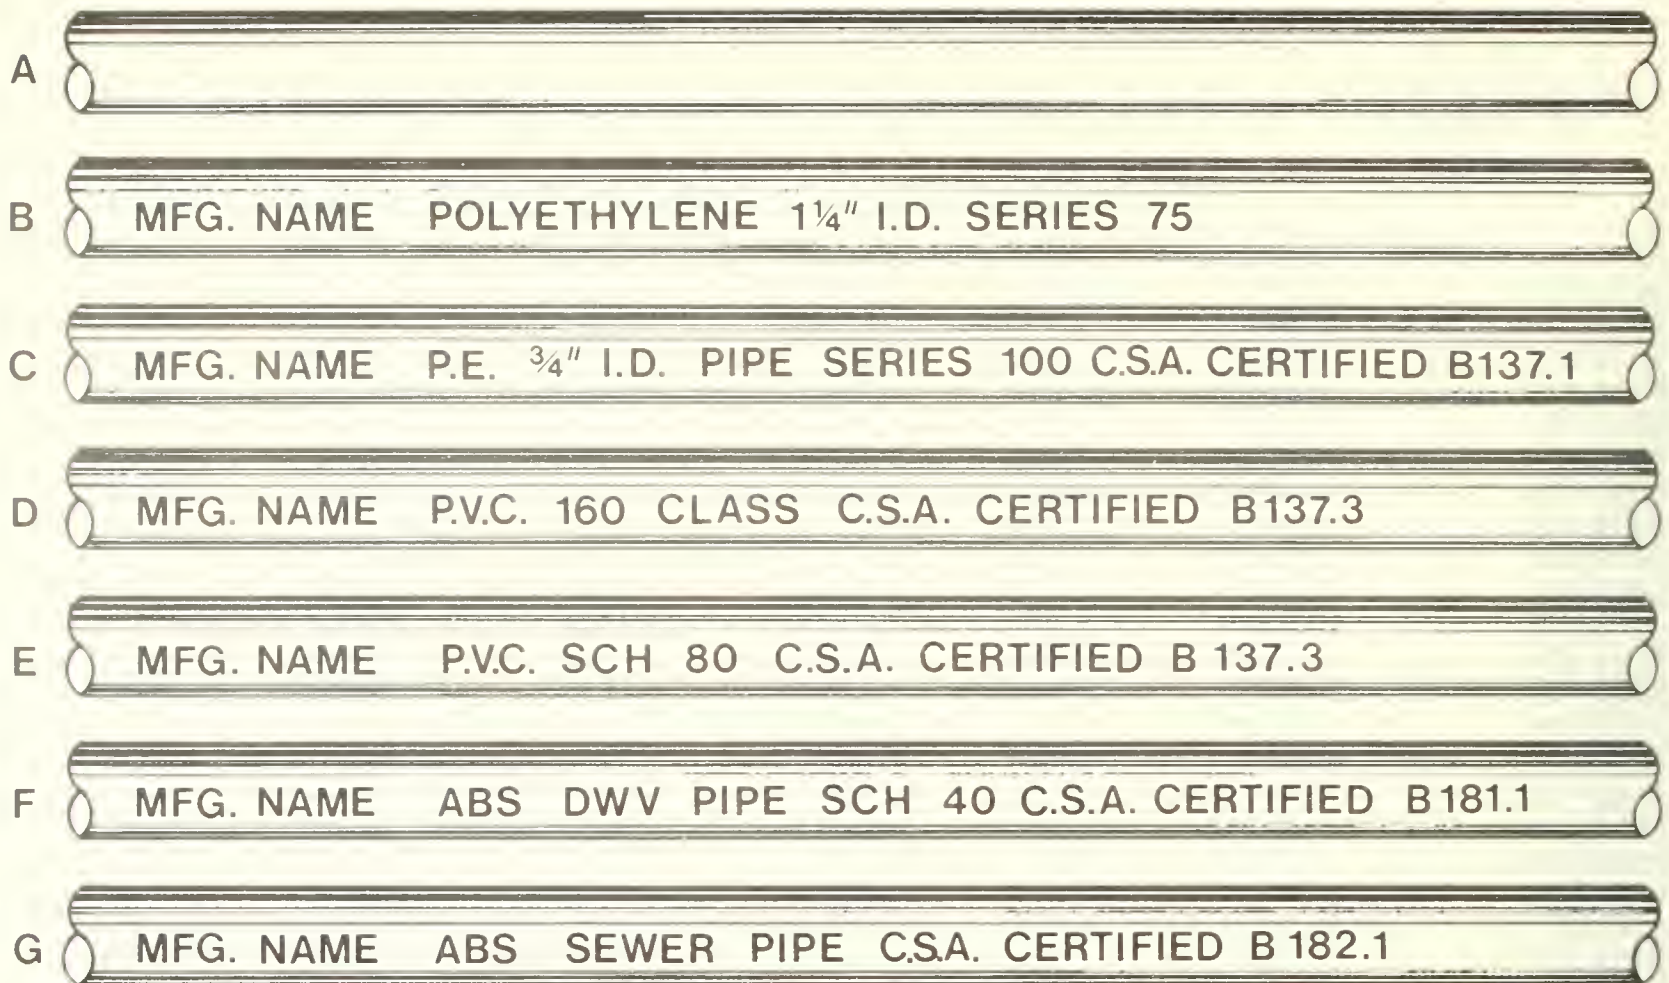 A
B MFG. NAME POLYETHYLENE 1¼" I.D. SERIES 75
C MFG. NAME P.E. ¾" I.D. PIPE SERIES 100 C.S.A. CERTIFIED B137.1
D MFG. NAME P.V.C. 160 CLASS C.S.A. CERTIFIED B137.3
E MFG. NAME P.V.C. SCH 80 C.S.A. CERTIFIED B 137.3
F MFG. NAME ABS DWV PIPE SCH 40 C.S.A. CERTIFIED B181.1
G MFG. NAME ABS SEWER PIPE C.S.A. CERTIFIED B 182.1